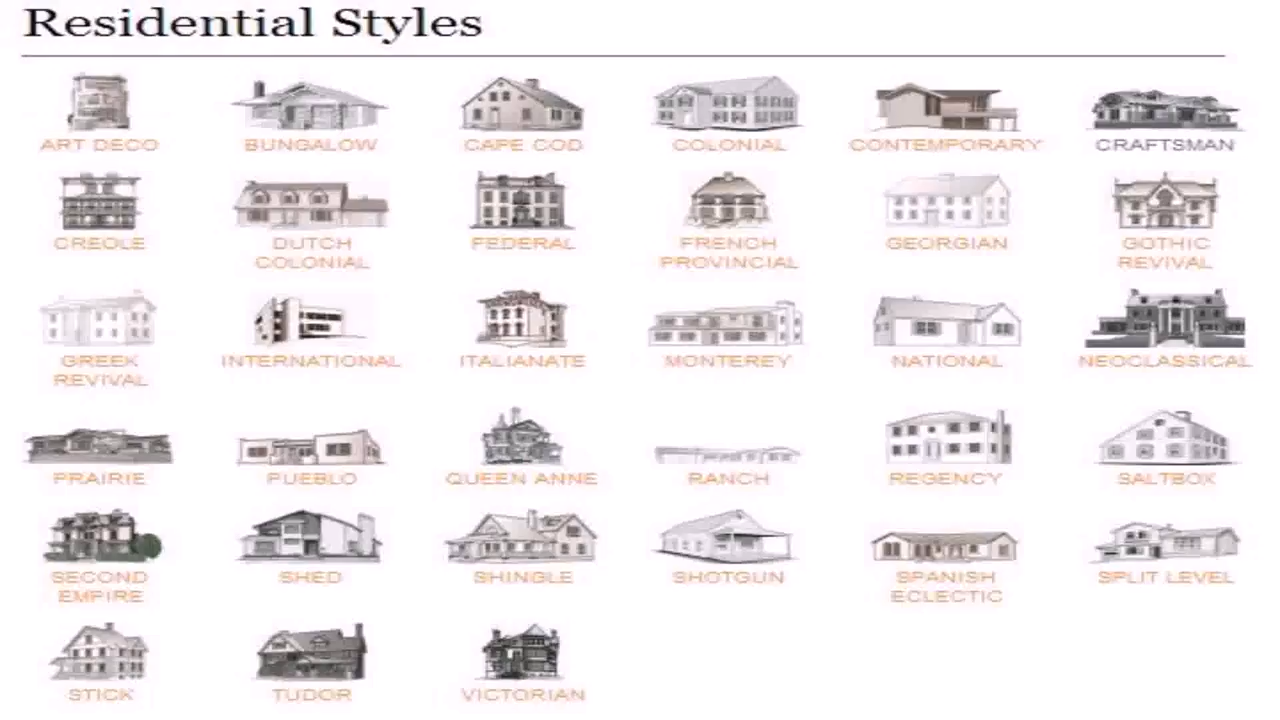 Residential Styles
ART DECO
BUNGALOW
CAPE COD
COLONIAL
CONTEMPORARY
CRAFTSMAN
CREOLE
DUTCH
COLONIAL
FEDERAL
FRENCH
PROVINCIAL
GEORGIAN
GOTHIC
REVIVAL
GREEK
REVIVAL
INTERNATIONAL
ITALIANATE
MONTEREY
NATIONAL
NEOCLASSICAL
PRAIRIE
PUEBLO
QUEEN ANNE
RANCH
REGENCY
SALTBOX
SECOND
EMPIRE
SHED
SHINGLE
SHOTGUN
SPANISH
ECLECTIC
SPLIT LEVEL
STICK
TUDOR
VICTORIAN